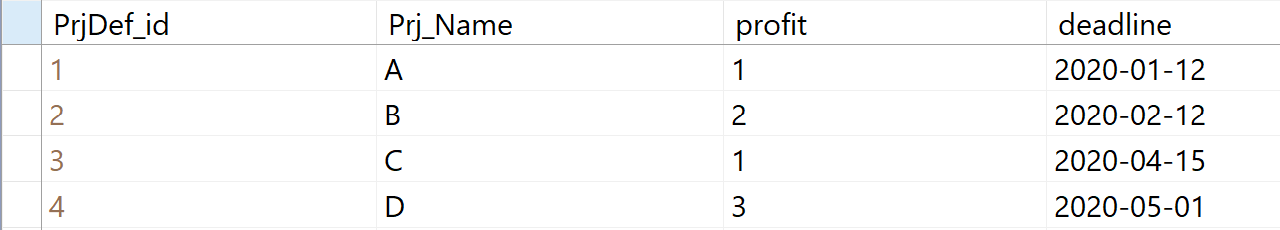 PrjDef_id Prj_Name profit deadline
1 A 1 2020-01-12
2 B 2 2020-02-12
3 C 1 2020-04-15
4 D 3 2020-05-01